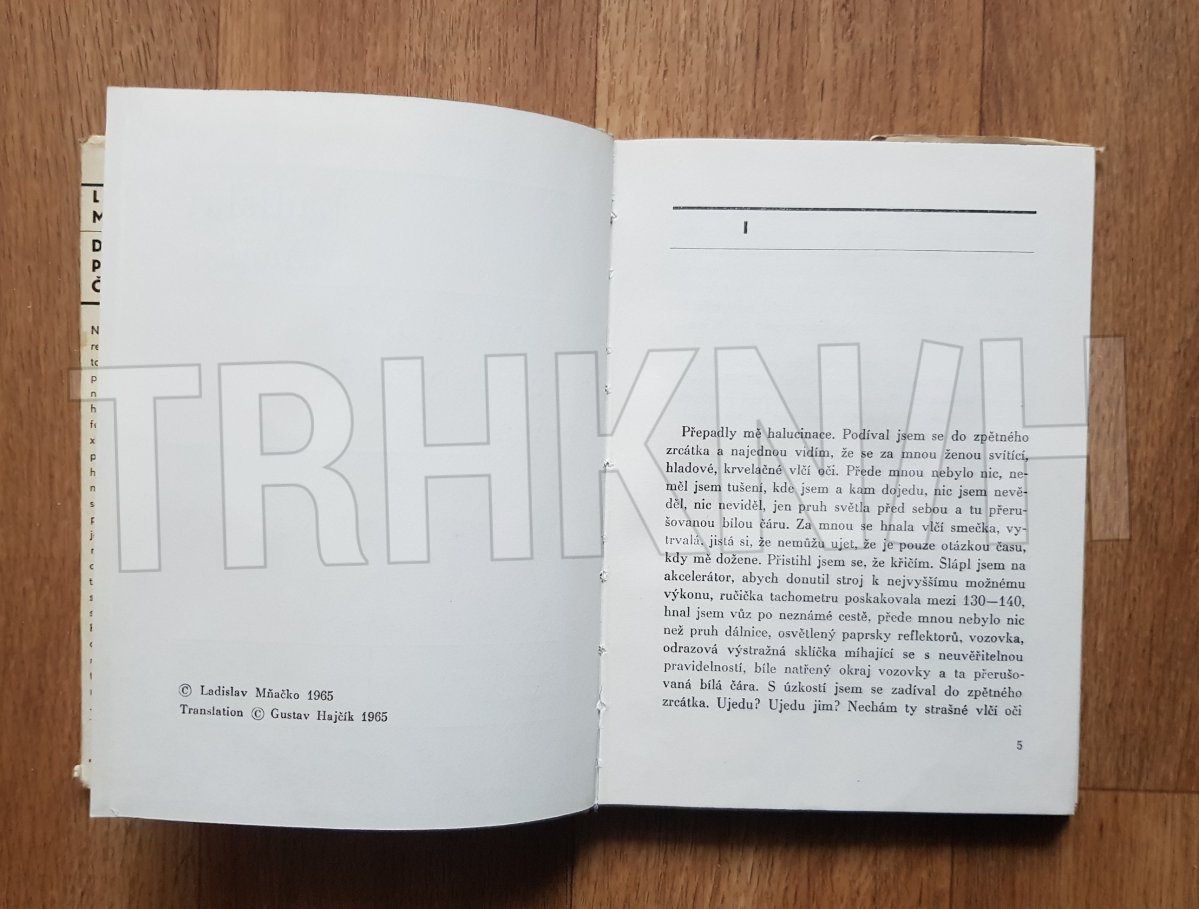 L
M
D
P
Č
© Ladislav Mňačko 1965
Translation © Gustav Hajčík 1965
I
Přepadly mě halucinace. Podíval jsem se do zpětného
zrcátka a najednou vidím, že se za mnou ženou svítící,
hladové, krvelačné vlčí oči. Přede mnou nebylo nic, ne-
měl jsem tušení, kde jsem a kam dojedu, nic jsem nevě-
děl, nic neviděl, jen pruh světla před sebou a tu přeru-
šovanou bílou čáru. Za mnou se hnala vlčí smečka, vy-
trvalá, jistá si, že nemůžu ujet, že je pouze otázkou času,
kdy mě dožene. Přistihl jsem se, že křičím. Šlápl jsem na
akcelerátor, abych donutil stroj k nejvyššímu možnému
výkonu, ručička tachometru poskakovala mezi 130—140,
hnal jsem vůz po neznámé cestě, přede mnou nebylo nic
než pruh dálnice, osvětlený paprsky reflektorů, vozovka,
odrazová výstražná sklíčka míhající se s neuvěřitelnou
pravidelností, bíle natřený okraj vozovky a ta přerušo-
vaná bílá čára. S úzkostí jsem se zadíval do zpětného
zrcátka. Ujedu? Ujedu jim? Nechám ty strašné vlčí oči
5
TRHKNIH